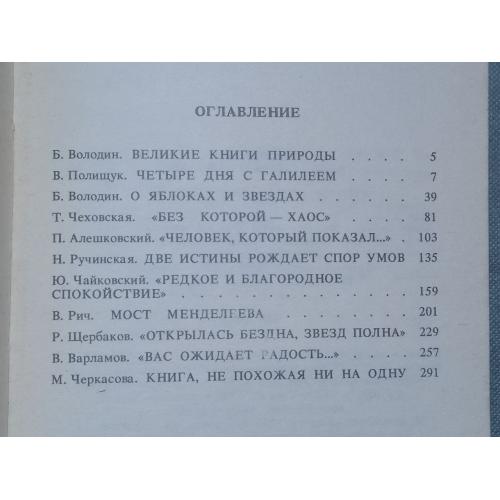 ОГЛАВЛЕНИЕ
Б. Володин. ВЕЛИКИЕ КНИГИ ПРИРОДЫ . . . . 5
В. Полищук. ЧЕТЫРЕ ДНЯ С ГАЛИЛЕЕМ . . . . 7
Б. Володин. О ЯБЛОКАХ И ЗВЕЗДАХ . . . . 39
Т. Чеховская. «БЕЗ КОТОРОЙ — ХАОС» . . . . 81
П. Алешковский. «ЧЕЛОВЕК, КОТОРЫЙ ПОКАЗАЛ...» . 103
Н. Ручинская. ДВЕ ИСТИНЫ РОЖДАЕТ СПОР УМОВ 135
Ю. Чайковский. «РЕДКОЕ И БЛАГОРОДНОЕ
СПОКОЙСТВИЕ» . . . . . . . . . . . 159
В. Рич. МОСТ МЕНДЕЛЕЕВА . . . . . . . 201
Р. Щербаков. «ОТКРЫЛАСЬ БЕЗДНА, ЗВЕЗД ПОЛНА» 229
В. Варламов. «ВАС ОЖИДАЕТ РАДОСТЬ...» . . . 257
М. Черкасова. КНИГА, НЕ ПОХОЖАЯ НИ НА ОДНУ 291